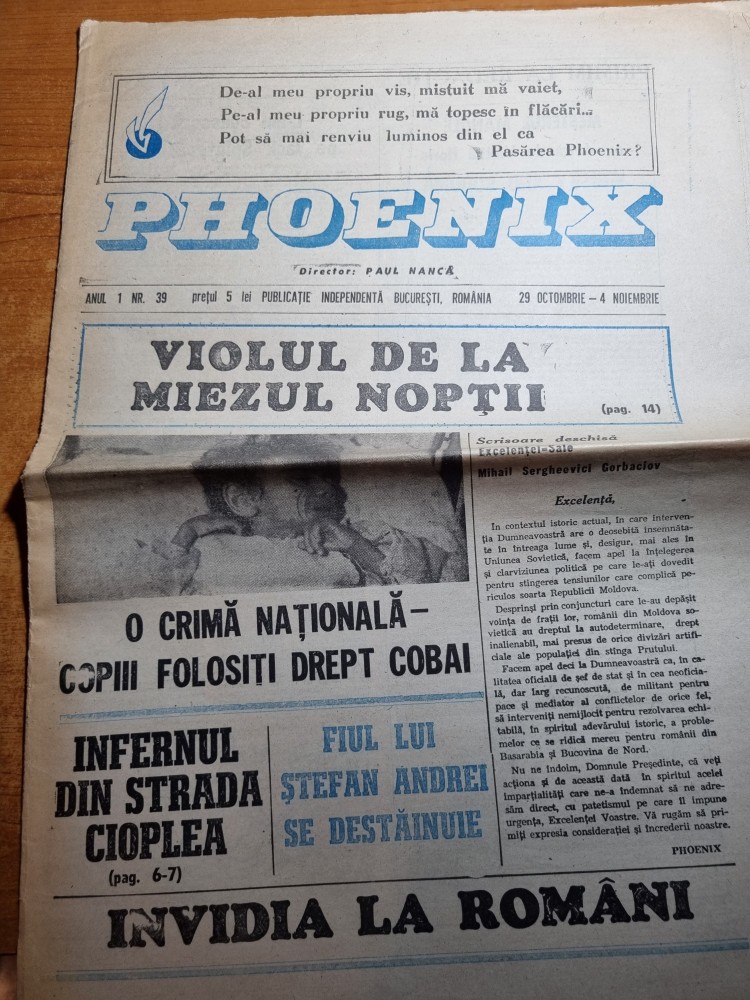 De-al meu propriu vis, mistuit mă vaiet,
Pe-al meu propriu rug, mă topesc în flăcări...
Pot să mai renviu luminos din el ca
Pasărea Phoenix?
PHOENIX
Director: PAUL NANCĂ
ANUL 1 NR. 39 prețul 5 lei PUBLICAȚIE INDEPENDENTĂ BUCUREȘTI, ROMÂNIA 29 OCTOMBRIE - 4 NOIEMBRIE
VIOLUL DE LA
MIEZUL NOPȚII
(pag. 14)
O CRIMĂ NAȚIONALĂ -
COPIII FOLOSIȚI DREPT COBAI
INFERNUL
DIN STRADA
CIOPLEA
(pag. 6-7)
FIUL LUI
ȘTEFAN ANDREI
SE DESTĂINUIE
Scrisoare deschisă
Excelenței-Sale
Mihail Sergheevici Gorbaciov
Excelență,
In contextul istoric actual, în care interven-
ția Dumneavoastră are o deosebită însemnăta-
te în întreaga lume și, desigur, mai ales în
Uniunea Sovietică, facem apel la înțelegerea
și clarviziunea politică pe care le-ați dovedit
pentru stingerea tensiunilor care complică pe-
riculos soarta Republicii Moldova.
Desprinși prin conjuncturi care le-au depășit
voința de frații lor, românii din Moldova so-
vietică au dreptul la autodeterminare, drept
inalienabil, mai presus de orice divizări artifi-
ciale ale populației din stînga Prutului.
Facem apel deci la Dumneavoastră ca, în ca-
litatea oficială de șef de stat și în cea neoficia-
lă, dar larg recunoscută, de militant pentru
pace și mediator al conflictelor de orice fel,
să interveniți nemijlocit pentru rezolvarea echi-
tabilă, în spiritul adevărului istoric, a proble-
melor ce se ridică mereu pentru românii din
Basarabia și Bucovina de Nord.
Nu ne îndoim, Domnule Președinte, că veți
acționa și de această dată în spiritul acelei
imparțialități care ne-a îndemnat să ne adre-
săm direct, cu patetismul pe care îl impune
urgența, Excelenței Voastre. Vă rugăm să pri-
miți expresia considerației și încrederii noastre.
PHOENIX
INVIDIA LA ROMÂNI